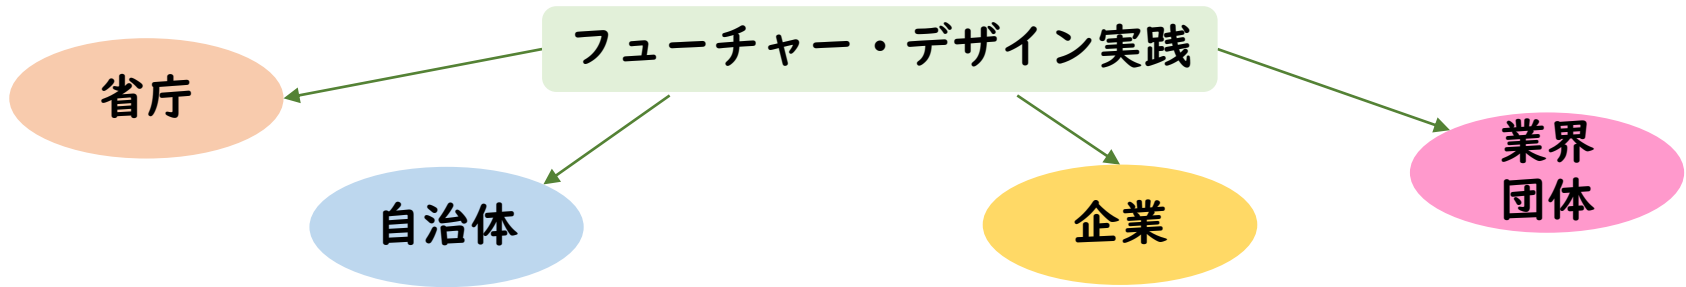 フューチャー・デザイン実践
省庁
自治体
企業
業界
団体